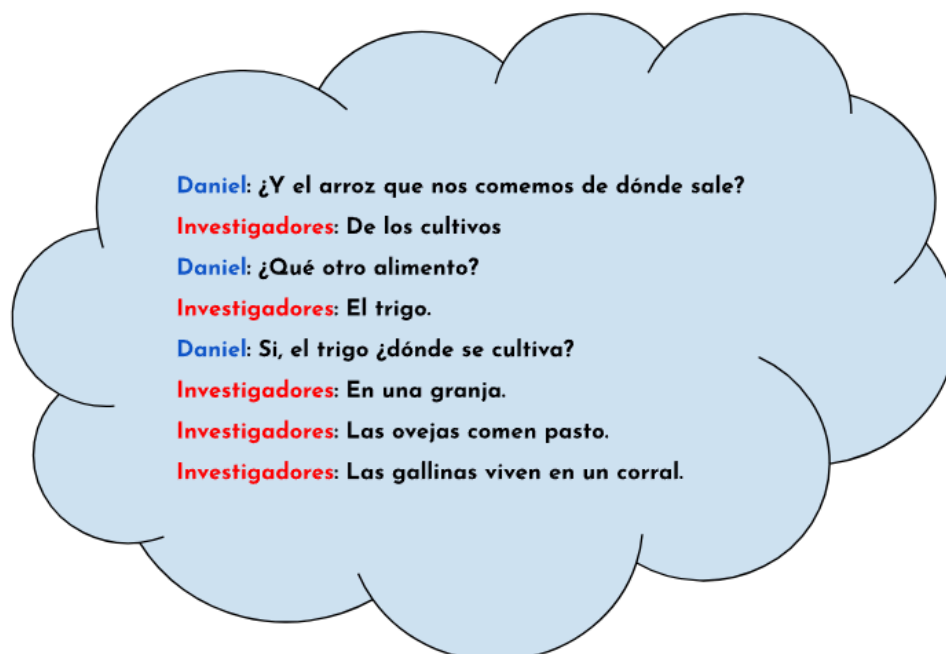 Daniel: ¿Y el arroz que nos comemos de dónde sale?
Investigadores: De los cultivos
Daniel: ¿Qué otro alimento?
Investigadores: El trigo.
Daniel: Si, el trigo ¿dónde se cultiva?
Investigadores: En una granja.
Investigadores: Las ovejas comen pasto.
Investigadores: Las gallinas viven en un corral.